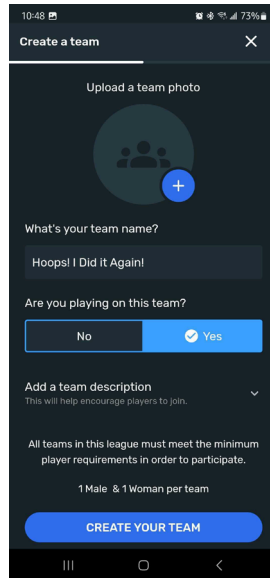 10:48 73%
Create a team
Upload a team photo
What's your team name?
Hoops! I Did it Again!
Are you playing on this team?
No Yes
Add a team description
This will help encourage players to join.
All teams in this league must meet the minimum
player requirements in order to participate.
1 Male & 1 Woman per team
CREATE YOUR TEAM